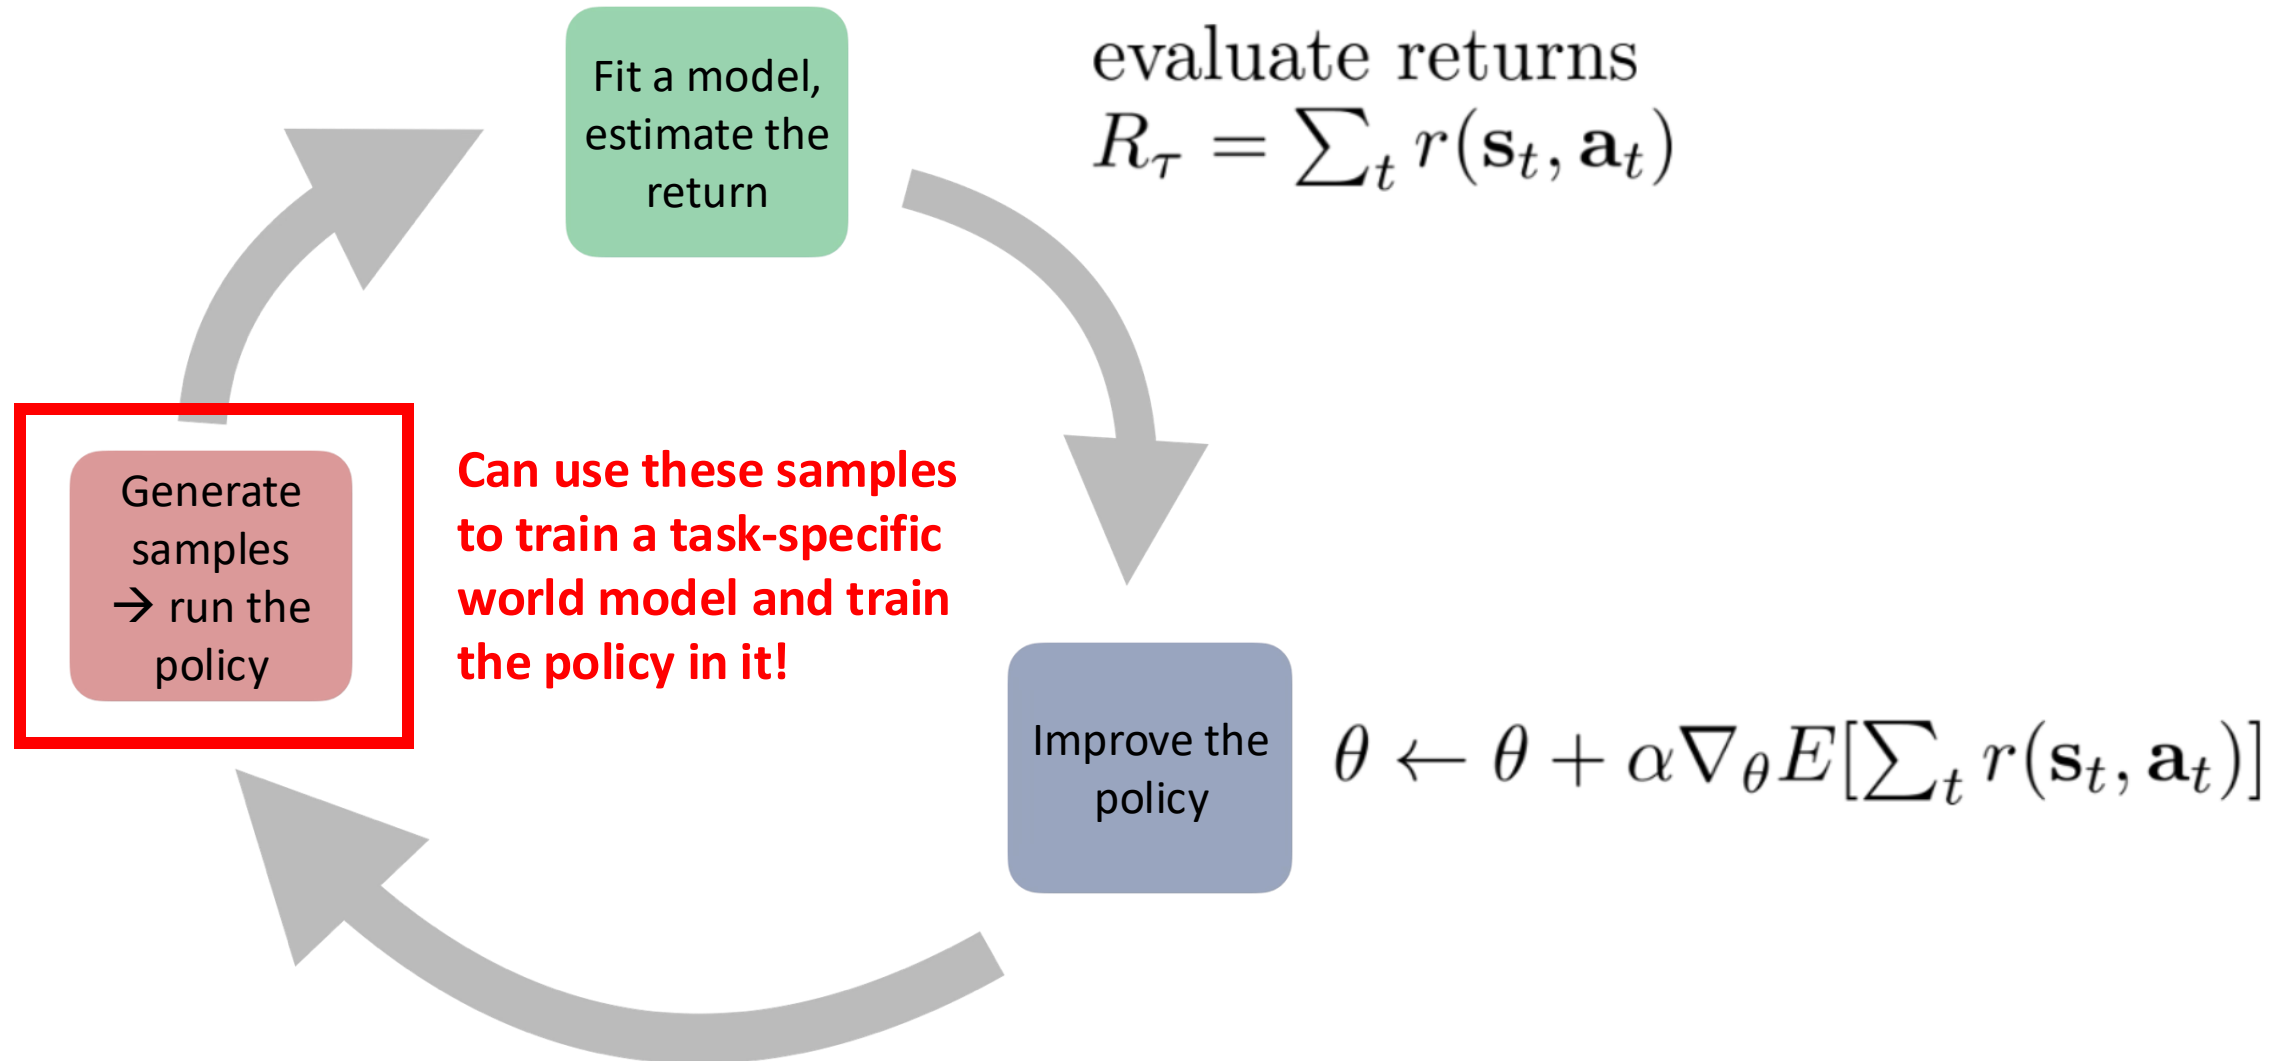 Fit a model,
estimate the
return
evaluate returns
R_τ = ∑_t r(s_t, a_t)
Generate
samples
→ run the
policy
Can use these samples
to train a task-specific
world model and train
the policy in it!
Improve the
policy
θ ← θ + α∇_θ E[∑_t r(s_t, a_t)]